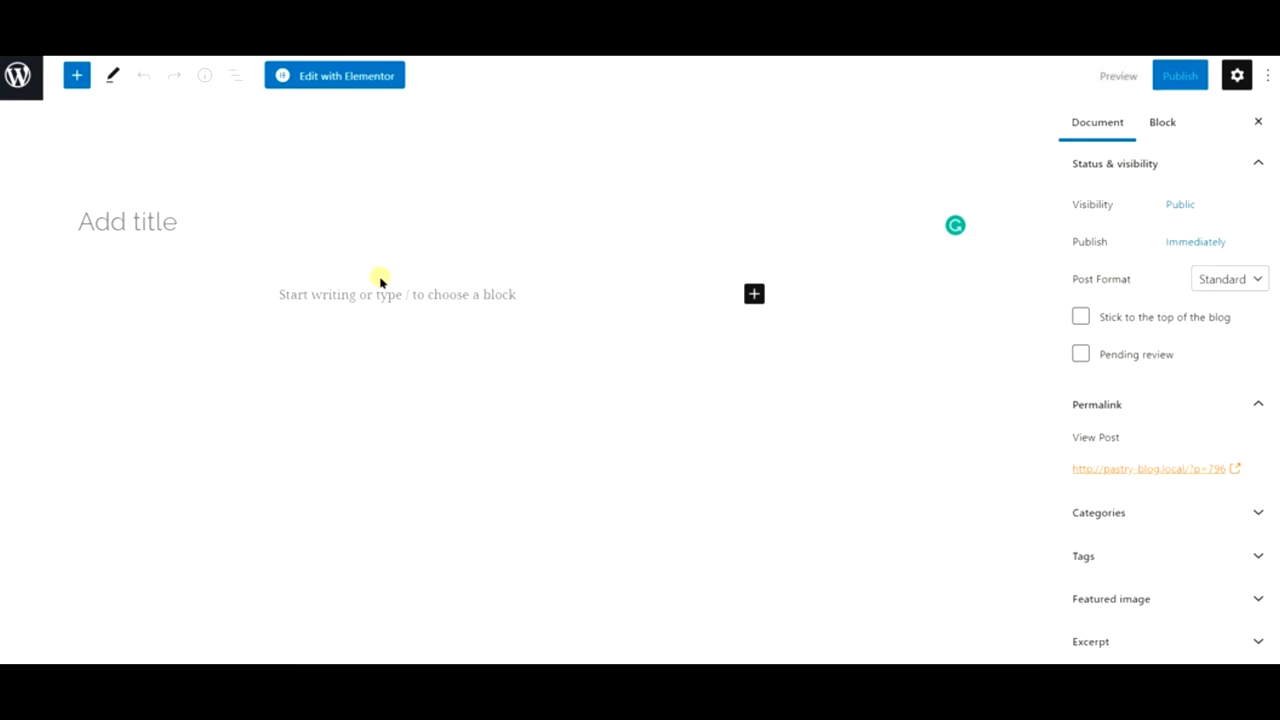 Edit with Elementor
Preview
Publish
Document
Block
Status & visibility
Visibility
Public
Publish
Immediately
Post Format
Standard
Stick to the top of the blog
Pending review
Permalink
View Post
http://pastry-blog.local/?p=796
Categories
Tags
Featured image
Excerpt
Add title
Start writing or type / to choose a block